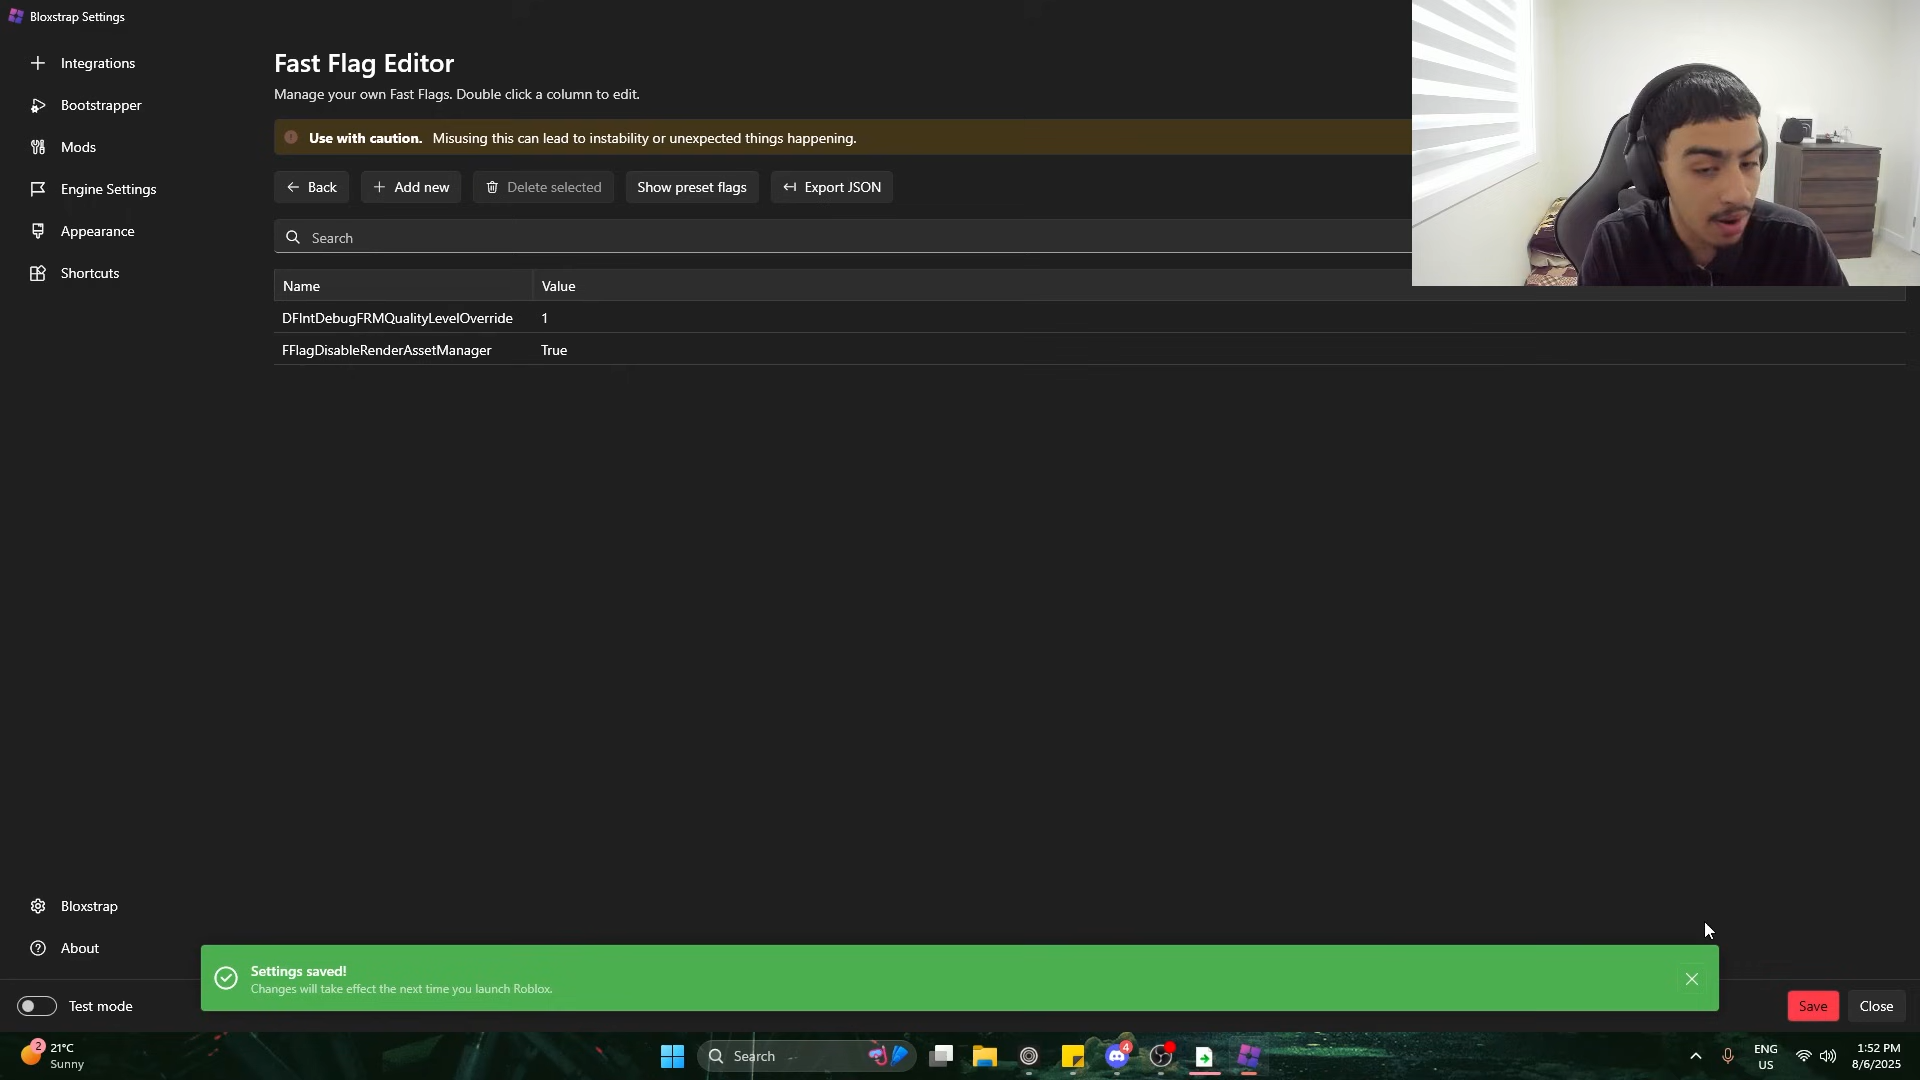 Bloxstrap Settings
Integrations
Bootstrapper
Mods
Engine Settings
Appearance
Shortcuts
Fast Flag Editor
Manage your own Fast Flags. Double click a column to edit.
Use with caution. Misusing this can lead to instability or unexpected things happening.
Back
Add new
Delete selected
Show preset flags
Export JSON
Search
Name Value
DFIntDebugFRMQualityLevelOverride 1
FFlagDisableRenderAssetManager True
Bloxstrap
About
Settings saved!
Changes will take effect the next time you launch Roblox.
Test mode
Save
Close
2
21°C
Sunny
Search
4
ENG
US
1:52 PM
8/6/2025